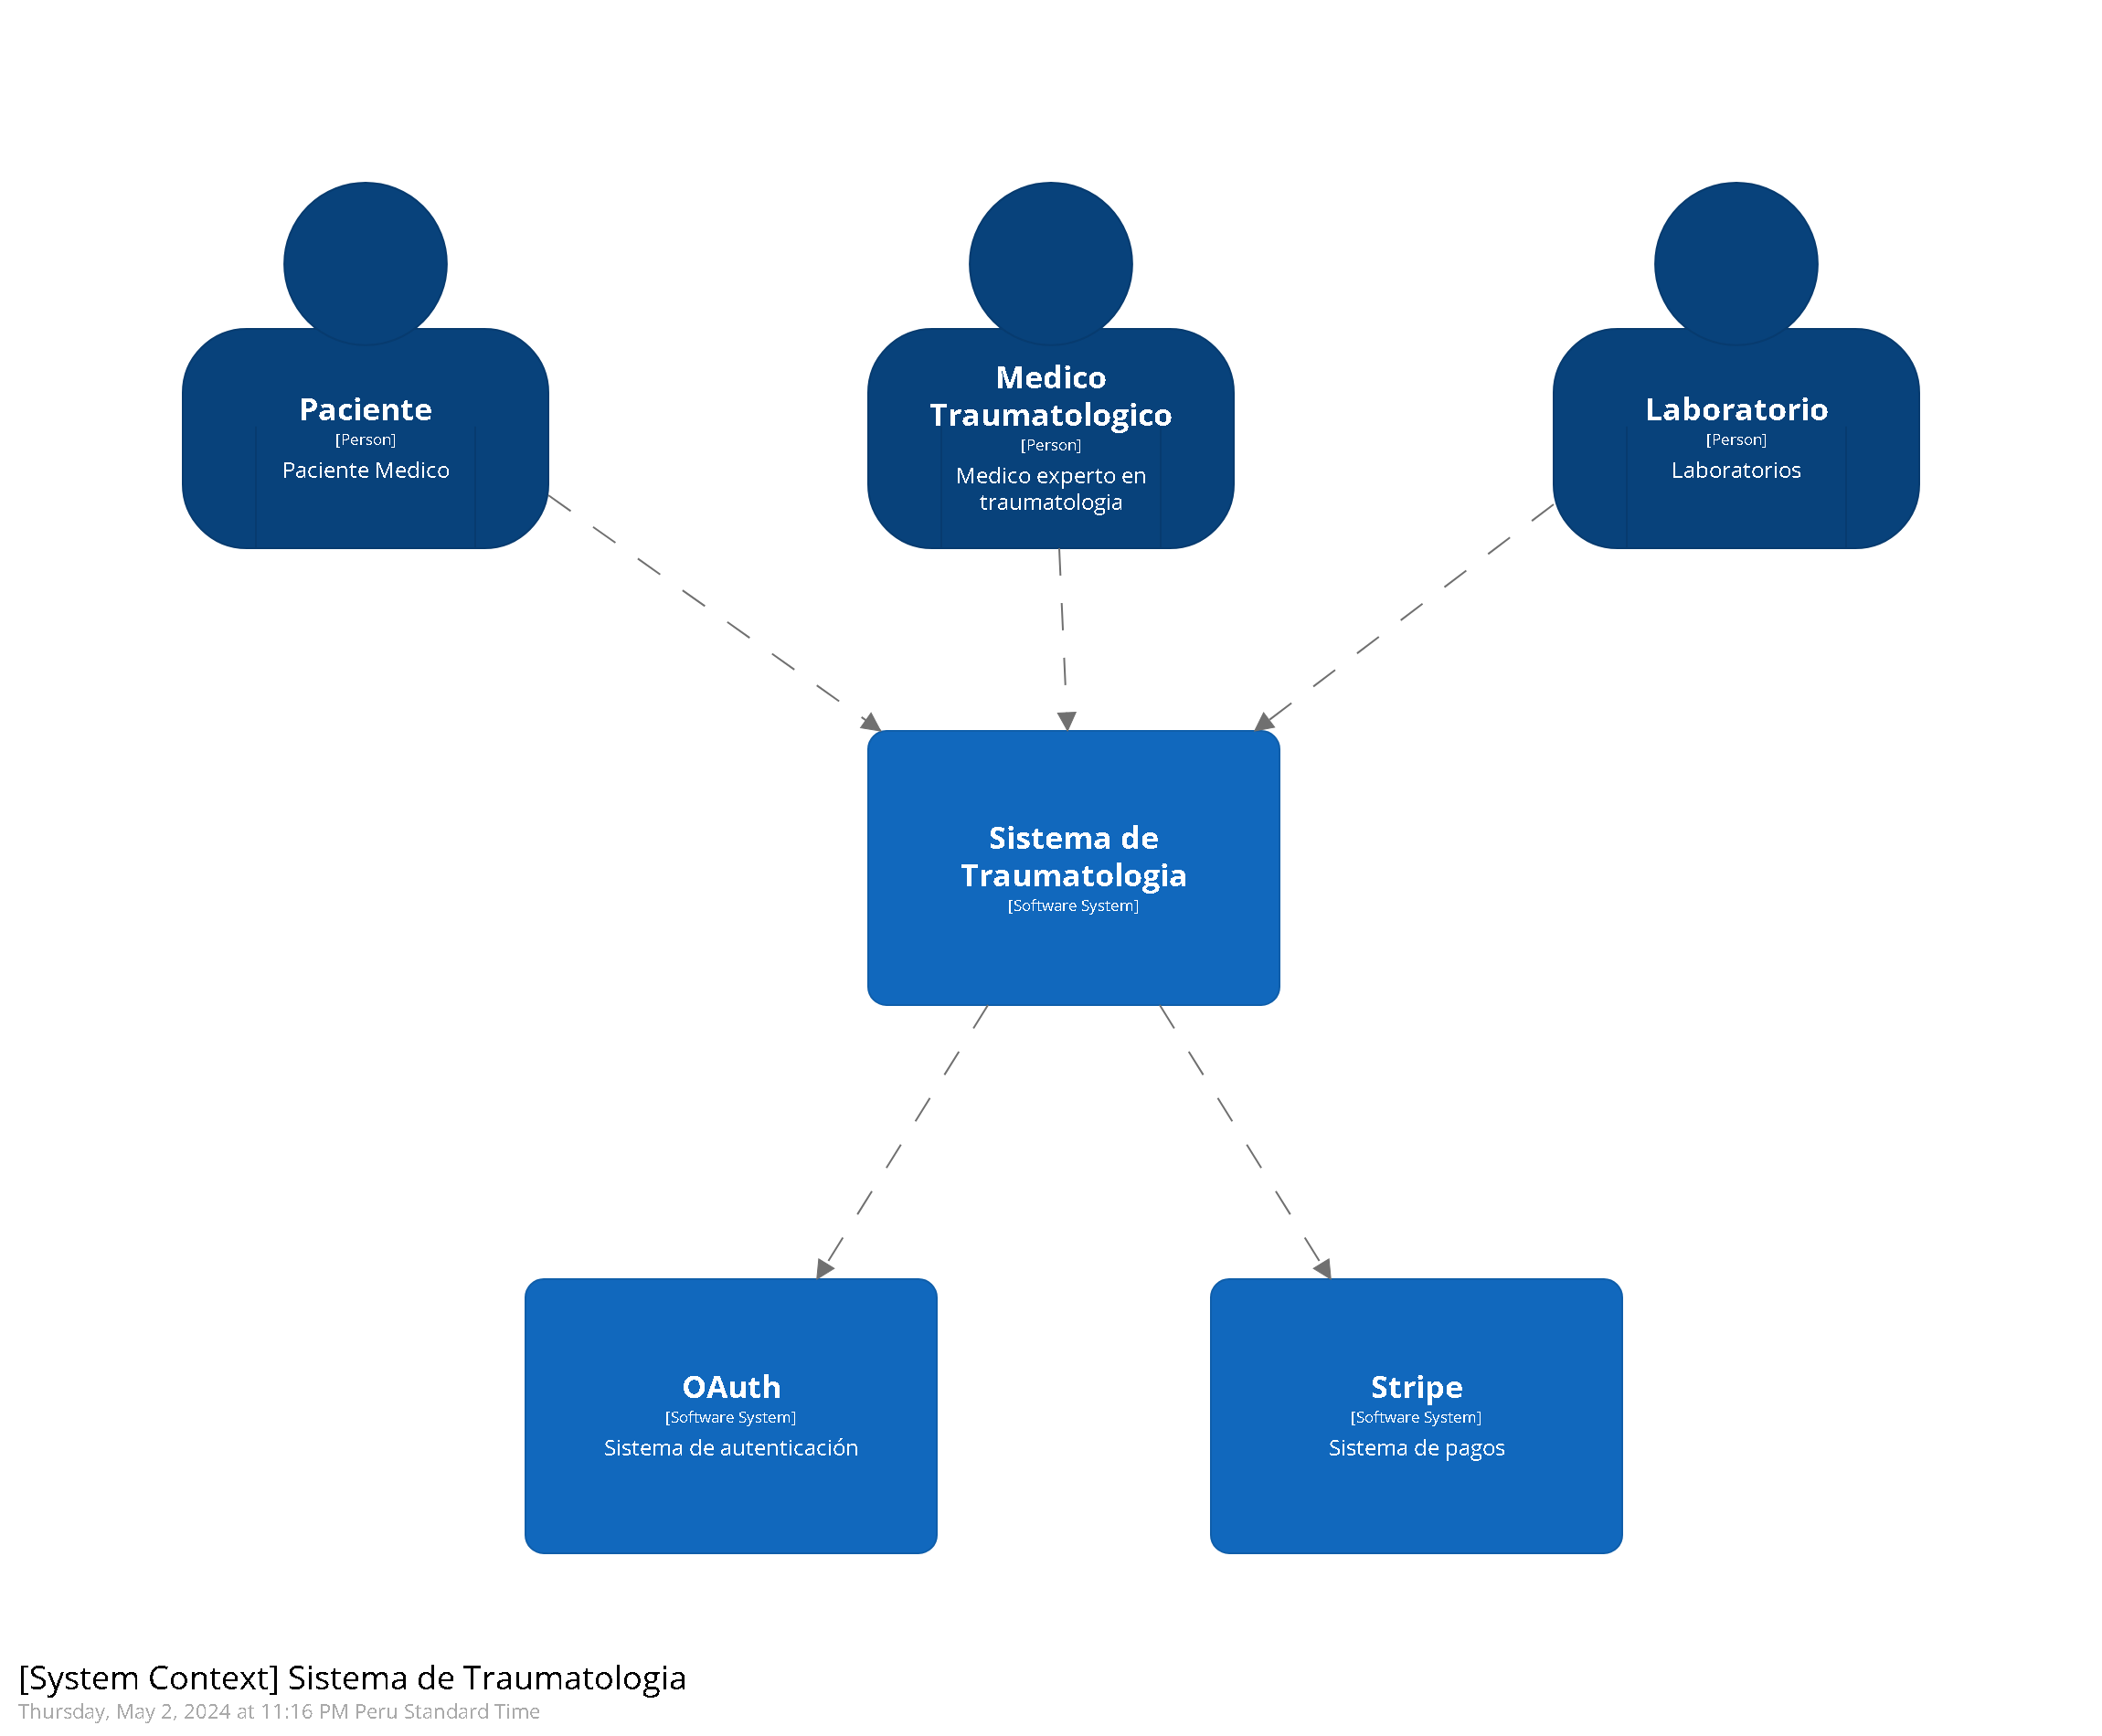 Paciente
[Person]
Paciente Medico
Medico
Traumatologico
[Person]
Medico experto en
traumatologia
Laboratorio
[Person]
Laboratorios
Sistema de
Traumatologia
[Software System]
OAuth
[Software System]
Sistema de autenticación
Stripe
[Software System]
Sistema de pagos
[System Context] Sistema de Traumatologia
Thursday, May 2, 2024 at 11:16 PM Peru Standard Time